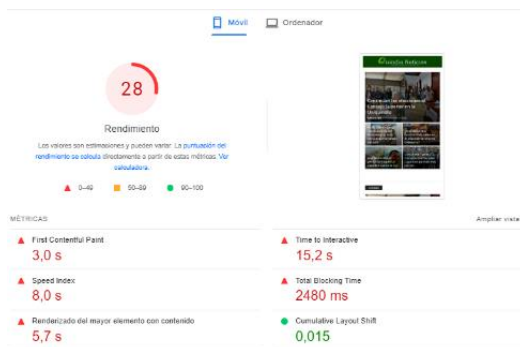 Móvil
Ordenador
28
Rendimiento
Los valores son estimaciones y pueden variar. La puntuación del
rendimiento se calcula directamente a partir de estas métricas. Ver
calculadora.
0–49
50–89
90–100
MÉTRICAS
Ampliar vista
First Contentful Paint
3,0 s
Time to Interactive
15,2 s
Speed Index
8,0 s
Total Blocking Time
2480 ms
Renderizado del mayor elemento con contenido
5,7 s
Cumulative Layout Shift
0,015